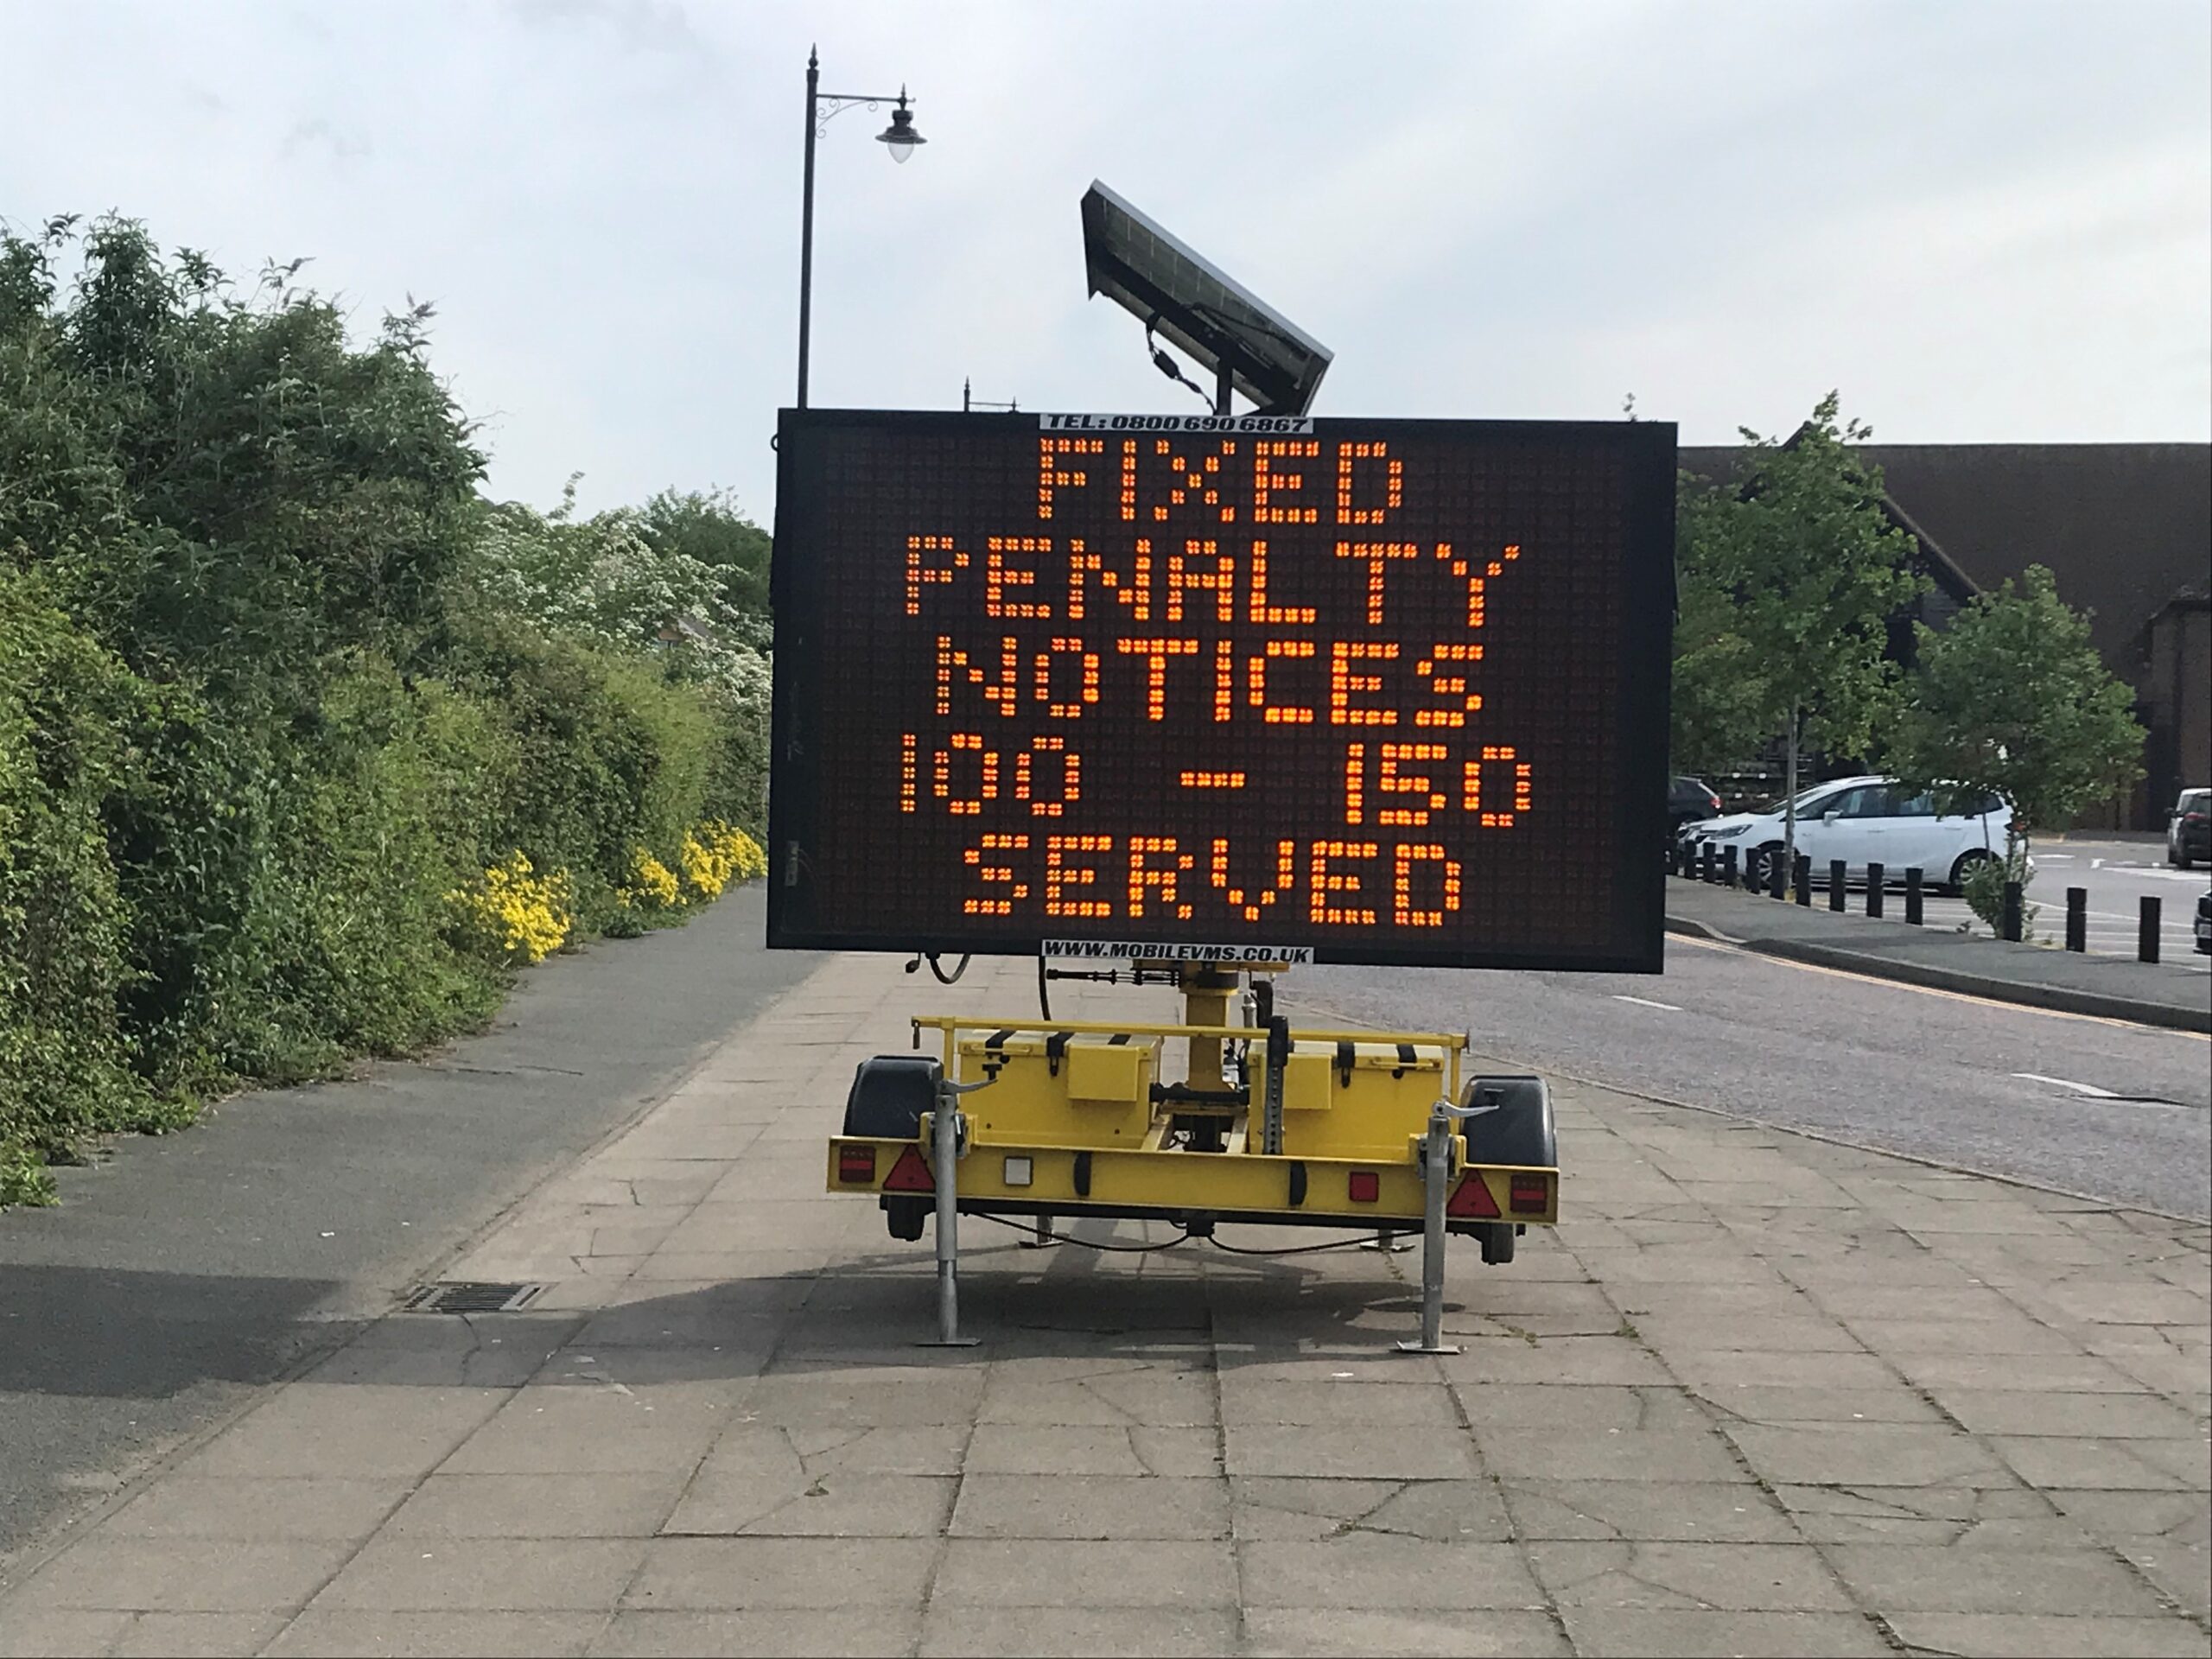 TEL: 0800 690 6867
FIXED
PENALTY
NOTICES
100 - 150
SERVED
WWW.MOBILEVMS.CO.UK